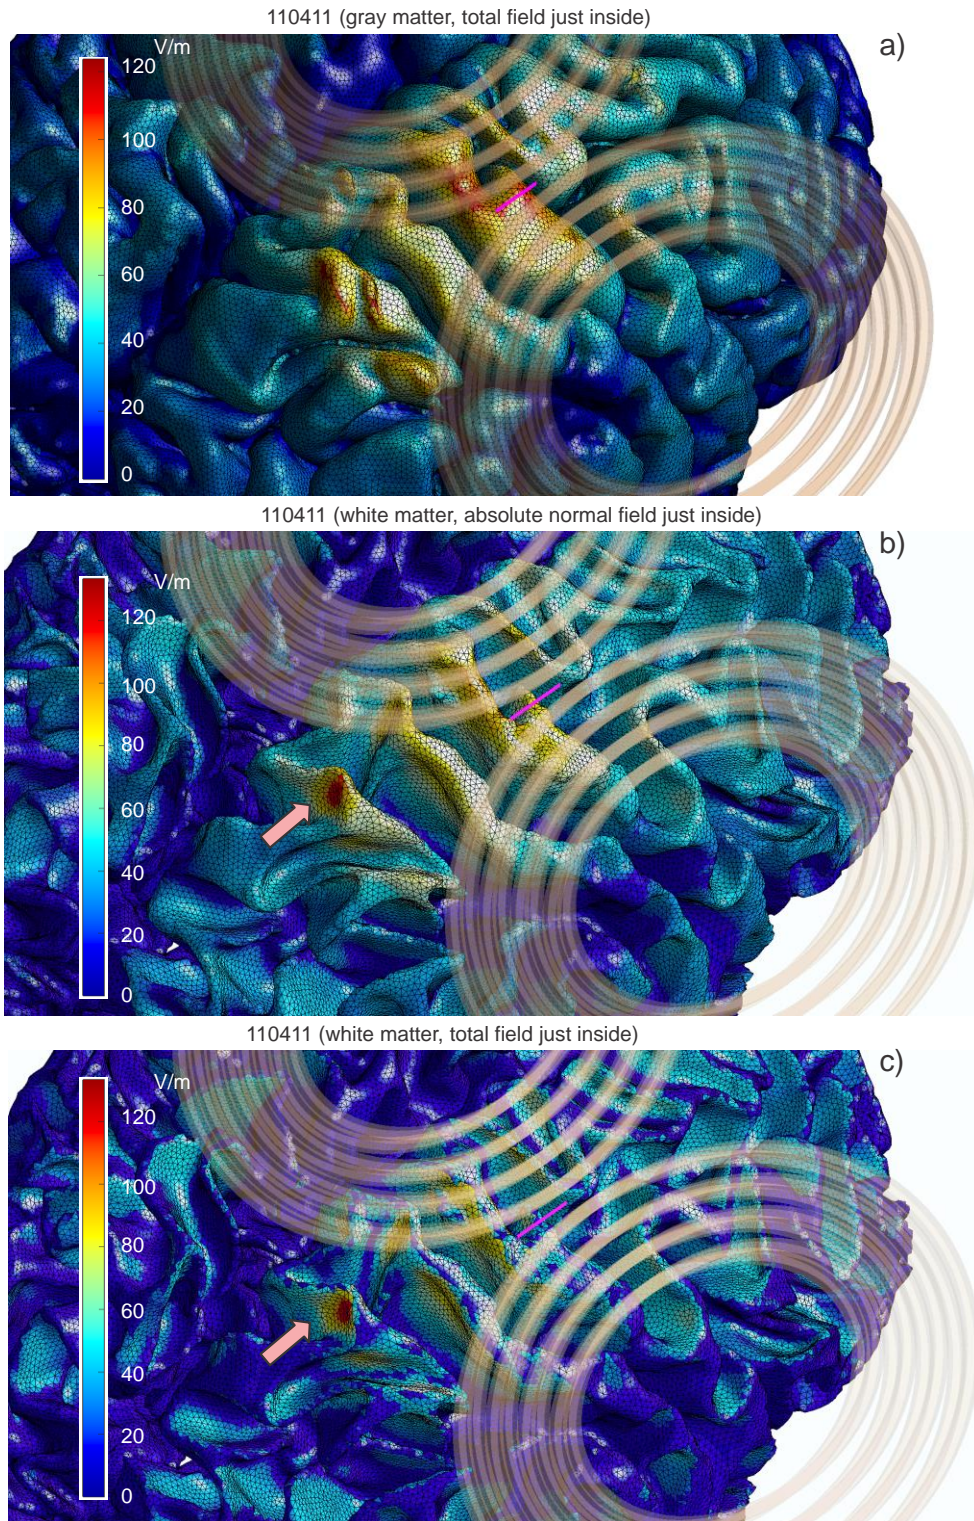 110411 (gray matter, total field just inside)
a)
V/m
120
100
80
60
40
20
0
110411 (white matter, absolute normal field just inside)
b)
V/m
120
100
80
60
40
20
0
110411 (white matter, total field just inside)
c)
V/m
120
100
80
60
40
20
0